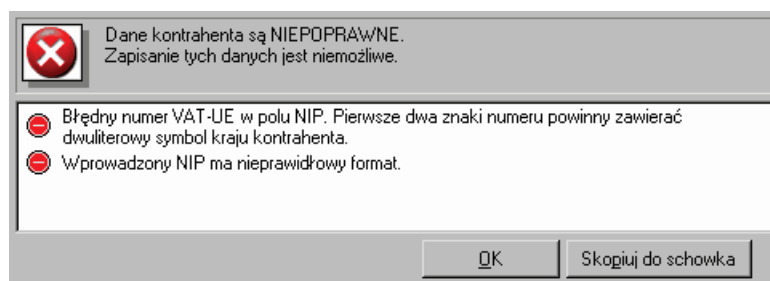 Dane kontrahenta są NIEPOPRAWNE.
Zapisanie tych danych jest niemożliwe.
Błędny numer VAT-UE w polu NIP. Pierwsze dwa znaki numeru powinny zawierać
dwuliterowy symbol kraju kontrahenta.
Wprowadzony NIP ma nieprawidłowy format.
OK
Skopiuj do schowka